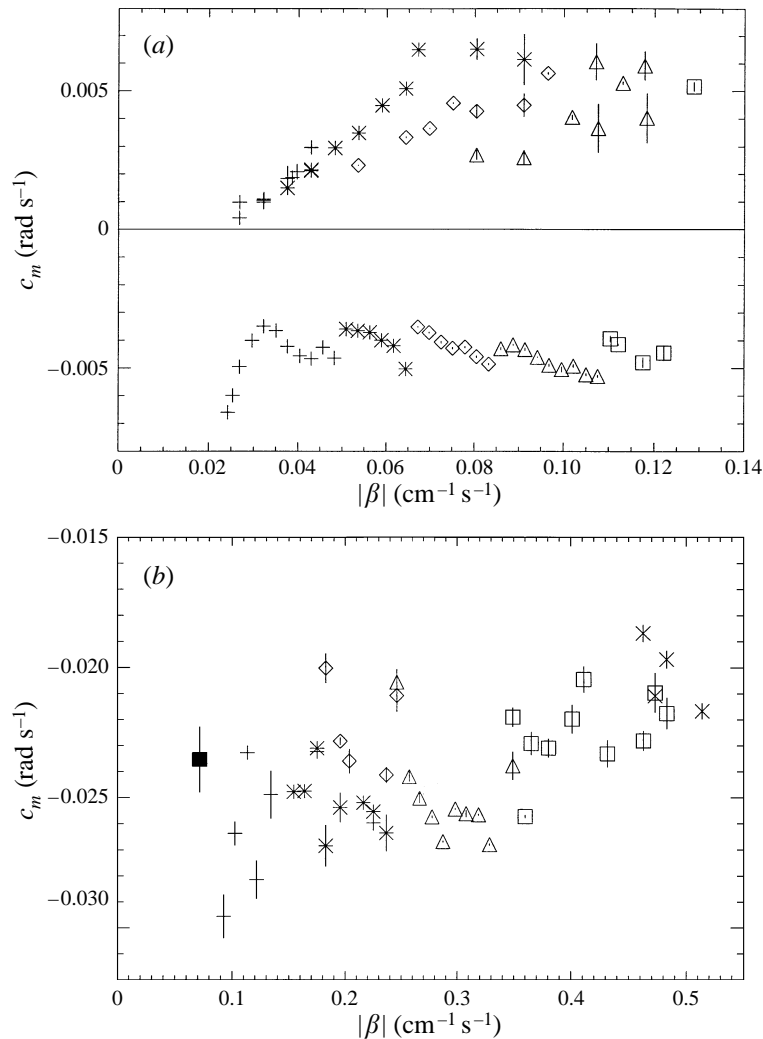 (a)
0.005
0
−0.005
c_m (rad s⁻¹)
0 0.02 0.04 0.06 0.08 0.10 0.12 0.14
|β| (cm⁻¹ s⁻¹)
−0.015
(b)
−0.020
−0.025
−0.030
c_m (rad s⁻¹)
0 0.1 0.2 0.3 0.4 0.5
|β| (cm⁻¹ s⁻¹)